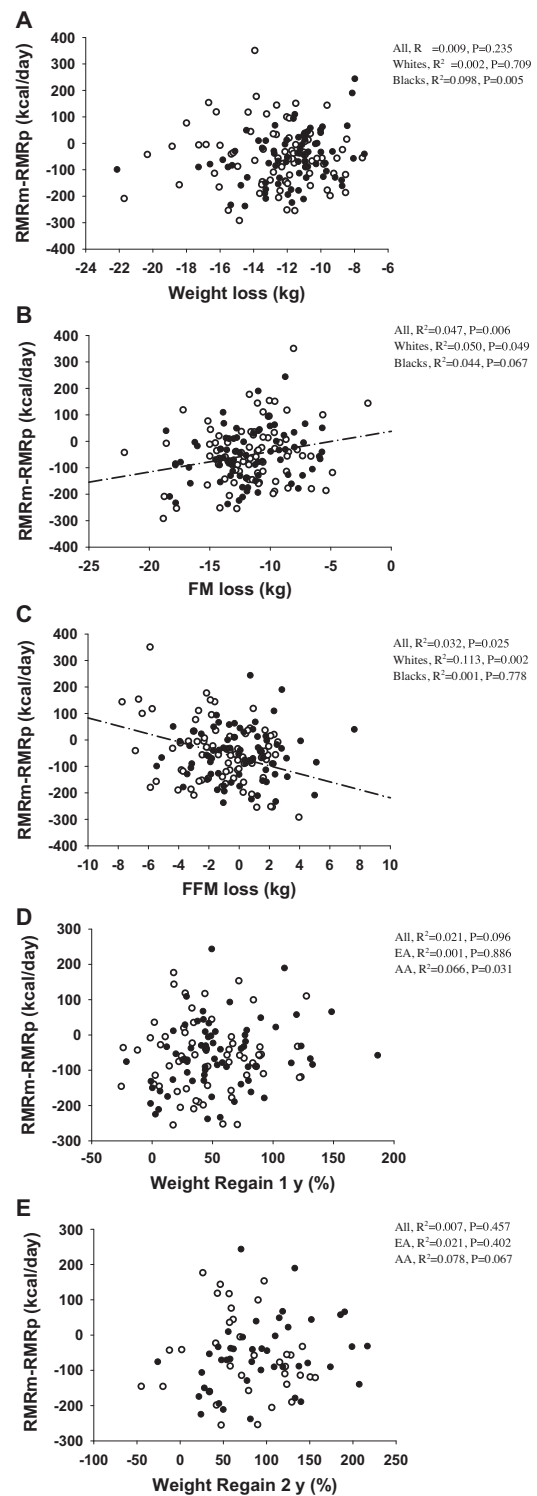 A
All, R =0.009, P=0.235
Whites, R² =0.002, P=0.709
Blacks, R²=0.098, P=0.005
RMRm-RMRp (kcal/day)
400
300
200
100
0
-100
-200
-300
-400
-24 -22 -20 -18 -16 -14 -12 -10 -8 -6
Weight loss (kg)
B
All, R²=0.047, P=0.006
Whites, R²=0.050, P=0.049
Blacks, R²=0.044, P=0.067
RMRm-RMRp (kcal/day)
400
300
200
100
0
-100
-200
-300
-400
-25 -20 -15 -10 -5 0
FM loss (kg)
C
All, R²=0.032, P=0.025
Whites, R²=0.113, P=0.002
Blacks, R²=0.001, P=0.778
RMRm-RMRp (kcal/day)
400
300
200
100
0
-100
-200
-300
-400
-10 -8 -6 -4 -2 0 2 4 6 8 10
FFM loss (kg)
D
All, R²=0.021, P=0.096
EA, R²=0.001, P=0.886
AA, R²=0.066, P=0.031
RMRm-RMRp (kcal/day)
300
200
100
0
-100
-200
-300
-50 0 50 100 150 200
Weight Regain 1 y (%)
E
All, R²=0.007, P=0.457
EA, R²=0.021, P=0.402
AA, R²=0.078, P=0.067
RMRm-RMRp (kcal/day)
300
200
100
0
-100
-200
-300
-100 -50 0 50 100 150 200 250
Weight Regain 2 y (%)